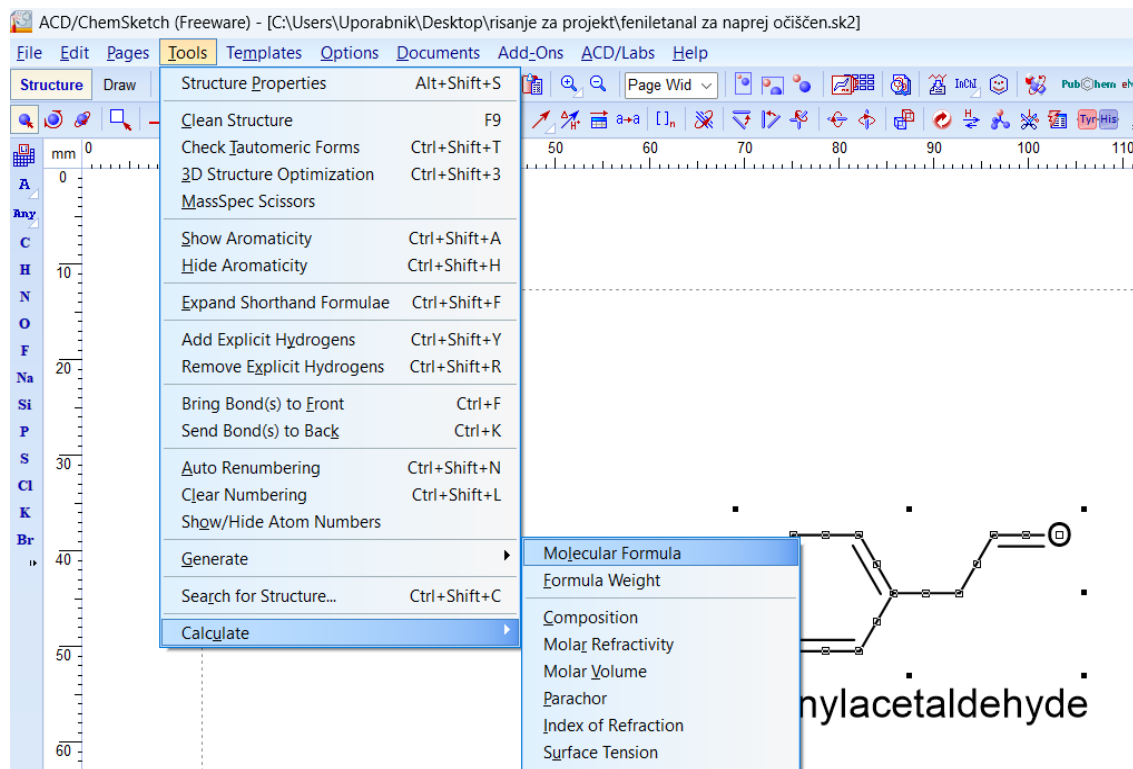 ACD/ChemSketch (Freeware) - [C:\Users\Uporabnik\Desktop\risanje za projekt\feniletanal za naprej očiščen.sk2]
File Edit Pages Tools Templates Options Documents Add-Ons ACD/Labs Help
Structure Draw Page Wid InChI PubChem
a→a []n H Tyr-His
mm 0 50 60 70 80 90 100 110
0
10
20
30
40
50
60
A
Any
C
H
N
O
F
Na
Si
P
S
Cl
K
Br
Structure Properties Alt+Shift+S
Clean Structure F9
Check Tautomeric Forms Ctrl+Shift+T
3D Structure Optimization Ctrl+Shift+3
MassSpec Scissors
Show Aromaticity Ctrl+Shift+A
Hide Aromaticity Ctrl+Shift+H
Expand Shorthand Formulae Ctrl+Shift+F
Add Explicit Hydrogens Ctrl+Shift+Y
Remove Explicit Hydrogens Ctrl+Shift+R
Bring Bond(s) to Front Ctrl+F
Send Bond(s) to Back Ctrl+K
Auto Renumbering Ctrl+Shift+N
Clear Numbering Ctrl+Shift+L
Show/Hide Atom Numbers
Generate
Search for Structure... Ctrl+Shift+C
Calculate
Molecular Formula
Formula Weight
Composition
Molar Refractivity
Molar Volume
Parachor
Index of Refraction
Surface Tension
O
nylacetaldehyde